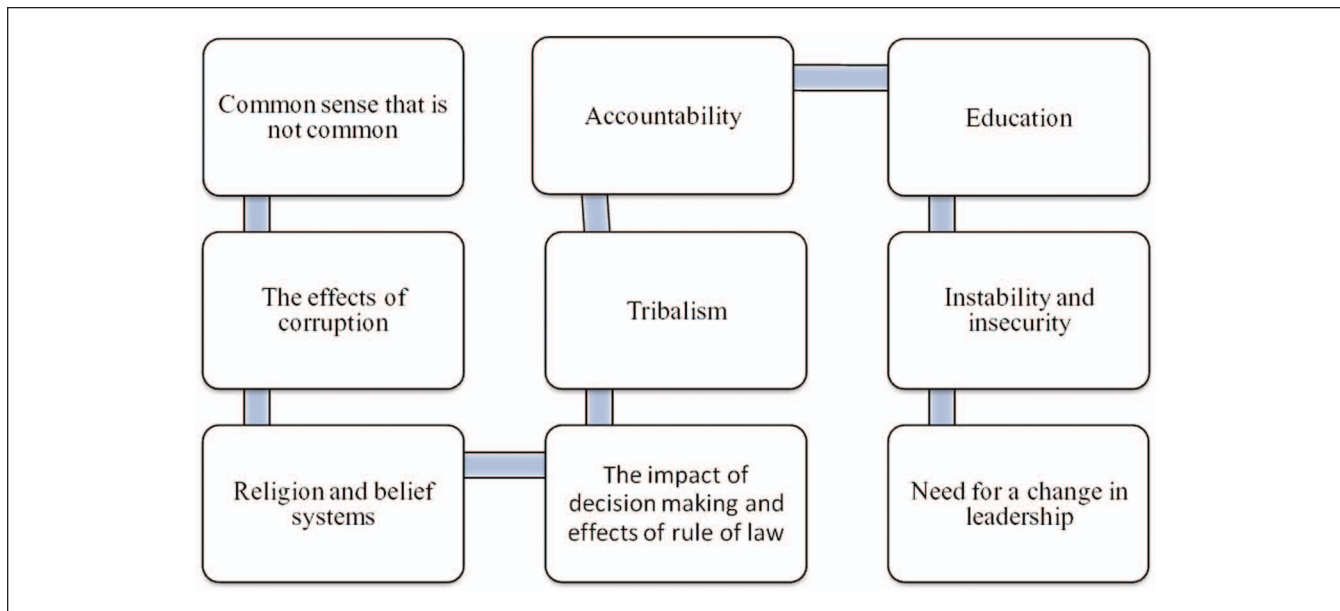 Common sense that is
not common
The effects of
corruption
Religion and belief
systems
The impact of
decision making and
effects of rule of law
Tribalism
Accountability
Education
Instability and
insecurity
Need for a change in
leadership